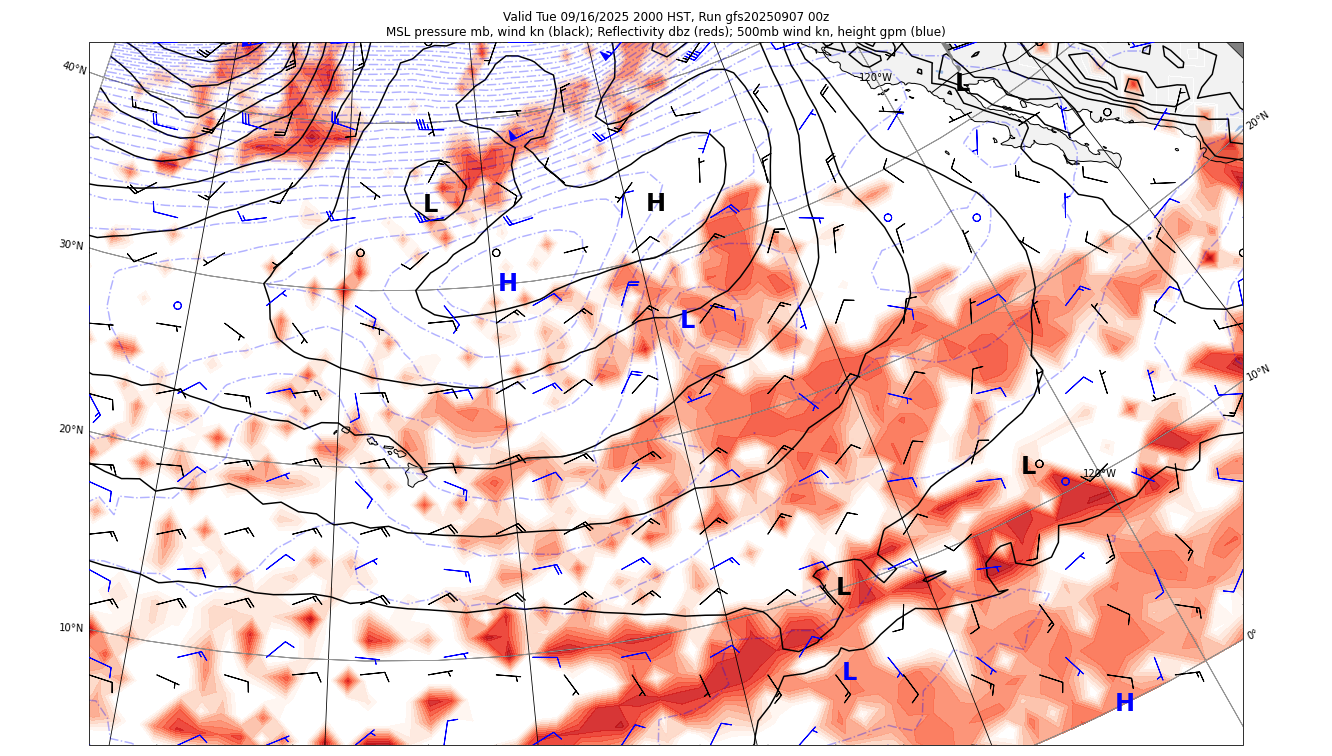 Valid Tue 09/16/2025 2000 HST, Run gfs20250907 00z
MSL pressure mb, wind kn (black); Reflectivity dbz (reds); 500mb wind kn, height gpm (blue)
40°N
120°W
L
20°N
L
H
30°N
H
L
10°N
20°N
L
120°W
L
10°N
0°
L
H